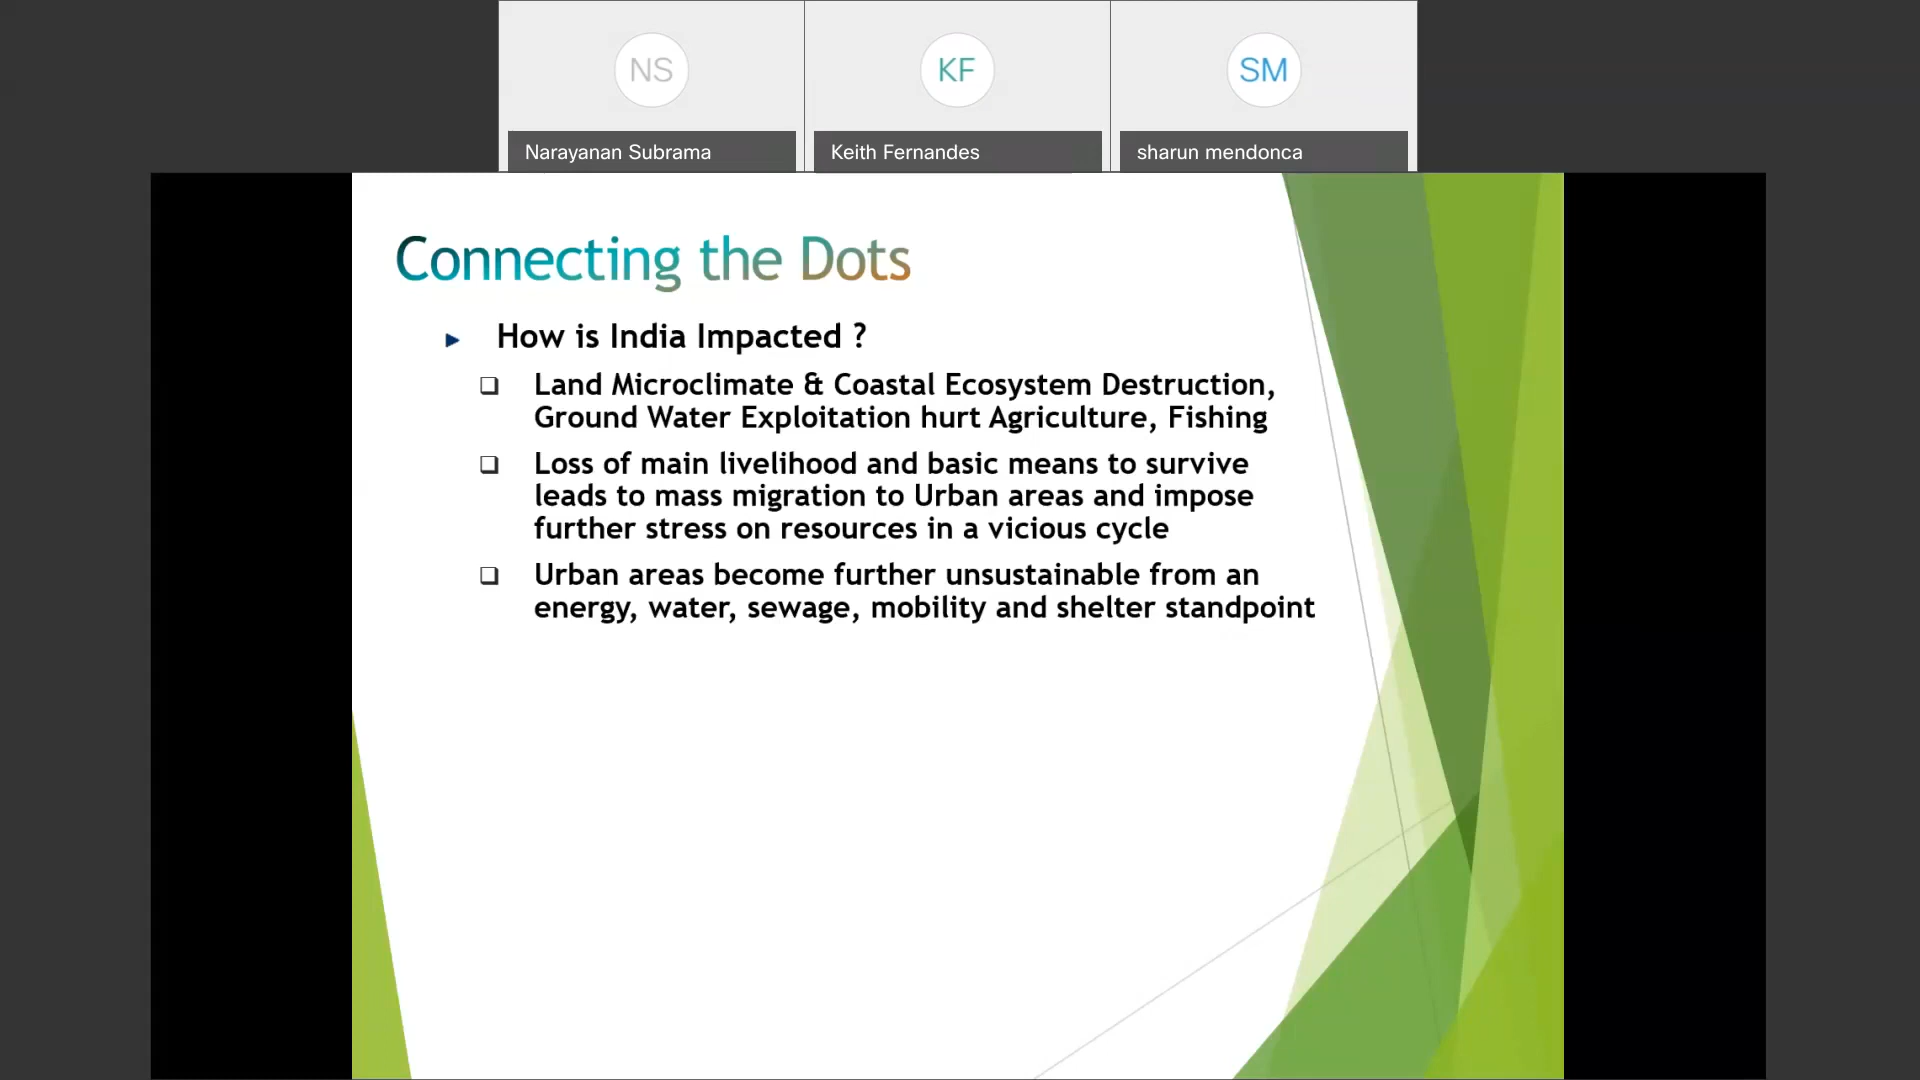 NS
KF
SM
Narayanan Subrama
Keith Fernandes
sharun mendonca
Connecting the Dots
How is India Impacted ?
Land Microclimate & Coastal Ecosystem Destruction,
Ground Water Exploitation hurt Agriculture, Fishing
Loss of main livelihood and basic means to survive
leads to mass migration to Urban areas and impose
further stress on resources in a vicious cycle
Urban areas become further unsustainable from an
energy, water, sewage, mobility and shelter standpoint